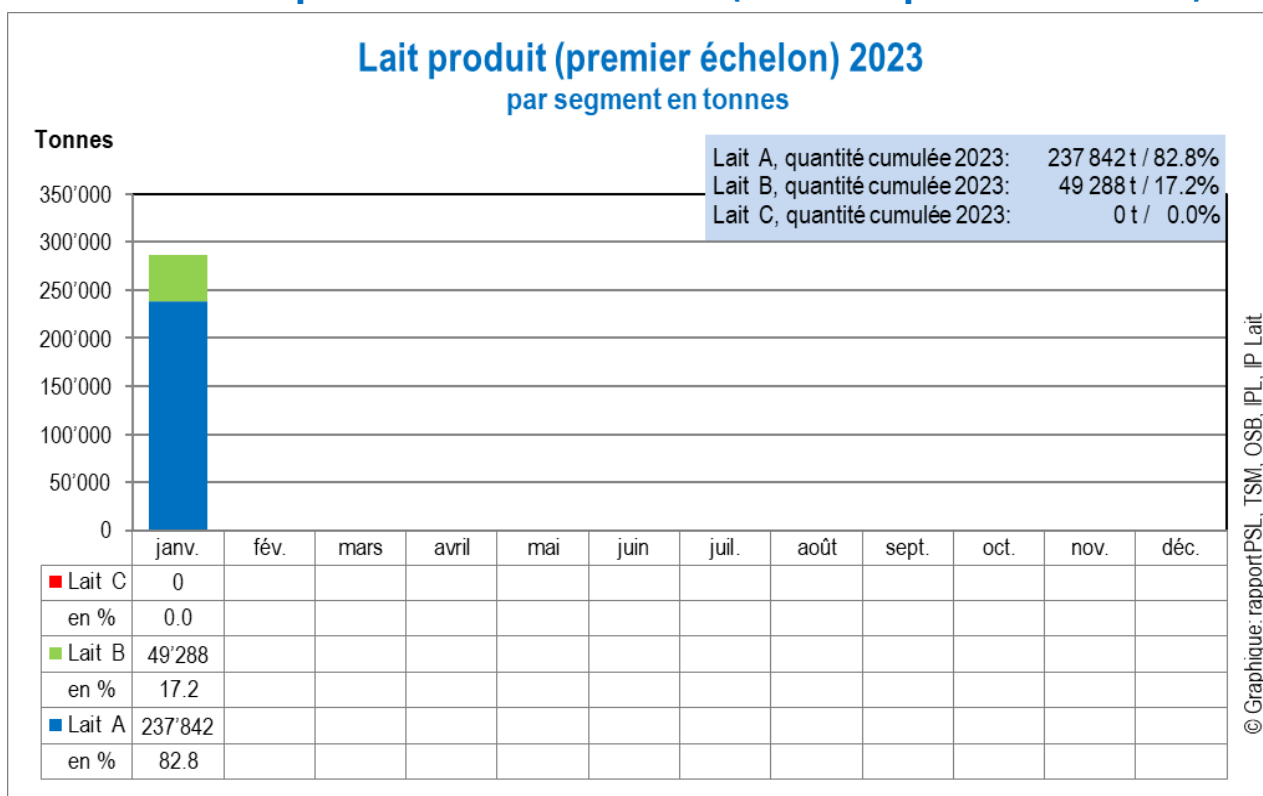 Lait produit (premier échelon) 2023
par segment en tonnes
Tonnes
Lait A, quantité cumulée 2023: 237 842 t / 82.8%
Lait B, quantité cumulée 2023: 49 288 t / 17.2%
Lait C, quantité cumulée 2023: 0 t / 0.0%
350’000
300’000
250’000
200’000
150’000
100’000
50’000
0
janv. fév. mars avril mai juin juil. août sept. oct. nov. déc.
Lait C 0
en % 0.0
Lait B 49’288
en % 17.2
Lait A 237’842
en % 82.8
© Graphique: rapport PSL, TSM, OSB, IPL, IP Lait